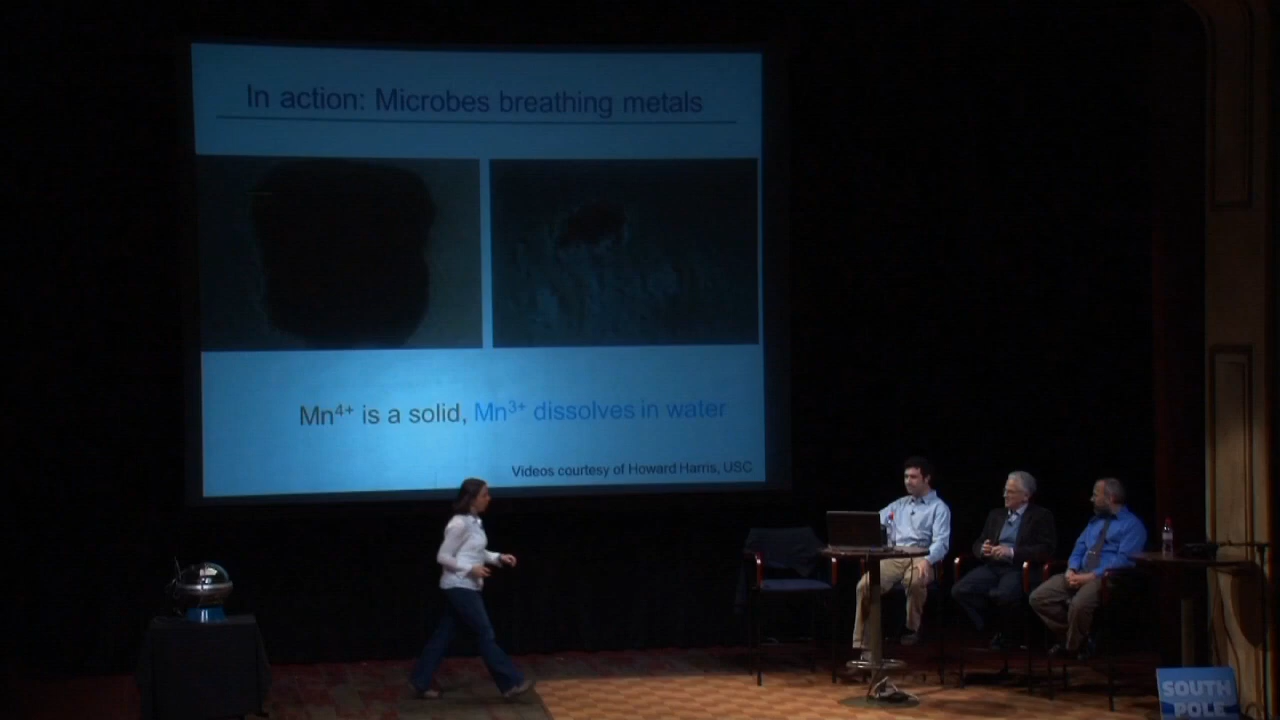 In action: Microbes breathing metals
Mn⁴⁺ is a solid, Mn³⁺ dissolves in water
Videos courtesy of Howard Harris, USC
SOUTH
POLE